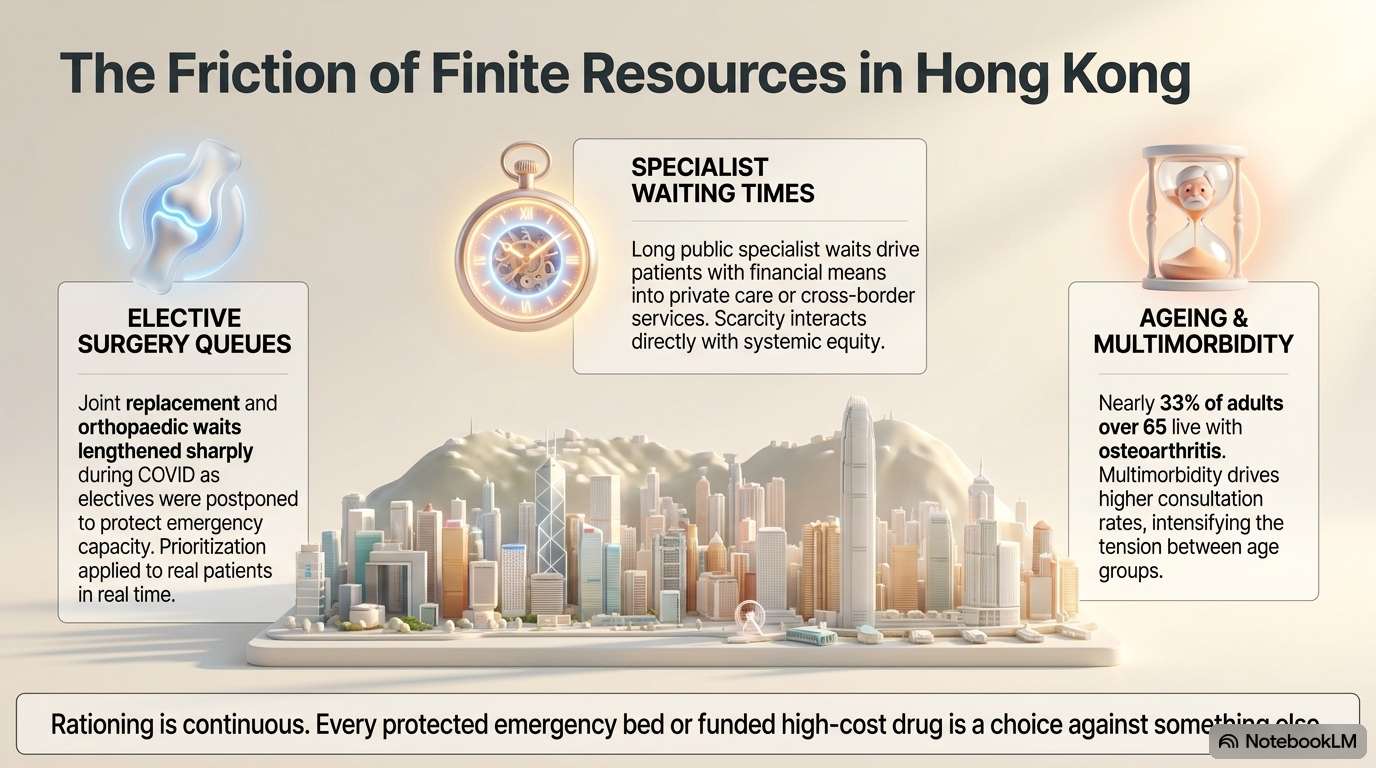 The Friction of Finite Resources in Hong Kong
ELECTIVE
SURGERY QUEUES
Joint replacement and
orthopaedic waits
lengthened sharply
during COVID as
electives were postponed
to protect emergency
capacity. Prioritization
applied to real patients
in real time.
SPECIALIST
WAITING TIMES
Long public specialist waits drive
patients with financial means
into private care or cross-border
services. Scarcity interacts
directly with systemic equity.
AGEING &
MULTIMORBIDITY
Nearly 33% of adults
over 65 live with
osteoarthritis.
Multimorbidity drives
higher consultation
rates, intensifying the
tension between age
groups.
Rationing is continuous. Every protected emergency bed or funded high-cost drug is a choice against something else.
NotebookLM